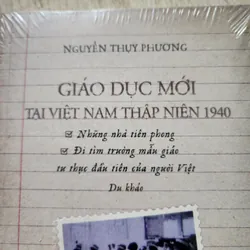 NGUYỄN THỤY PHƯƠNG
GIÁO DỤC MỚI
TẠI VIỆT NAM THẬP NIÊN 1940
Những nhà tiên phong
Đi tìm trường mẫu giáo
tư thục đầu tiên của người Việt
Du khảo